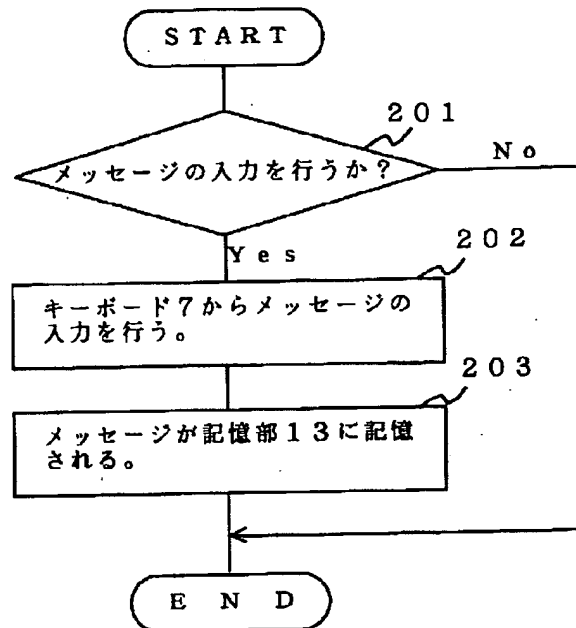 START
201
メッセージの入力を行うか?
No
Yes
202
キーボード7からメッセージの
入力を行う。
203
メッセージが記憶部13に記憶
される。
END